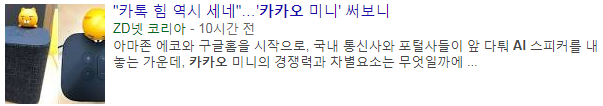 "카톡 힘 역시 세네"...'카카오 미니' 써보니
ZD넷 코리아 - 10시간 전
아마존 에코와 구글홈을 시작으로, 국내 통신사와 포털사들이 앞 다퉈 AI 스피커를 내
놓는 가운데, 카카오 미니의 경쟁력과 차별요소는 무엇일까에 ...